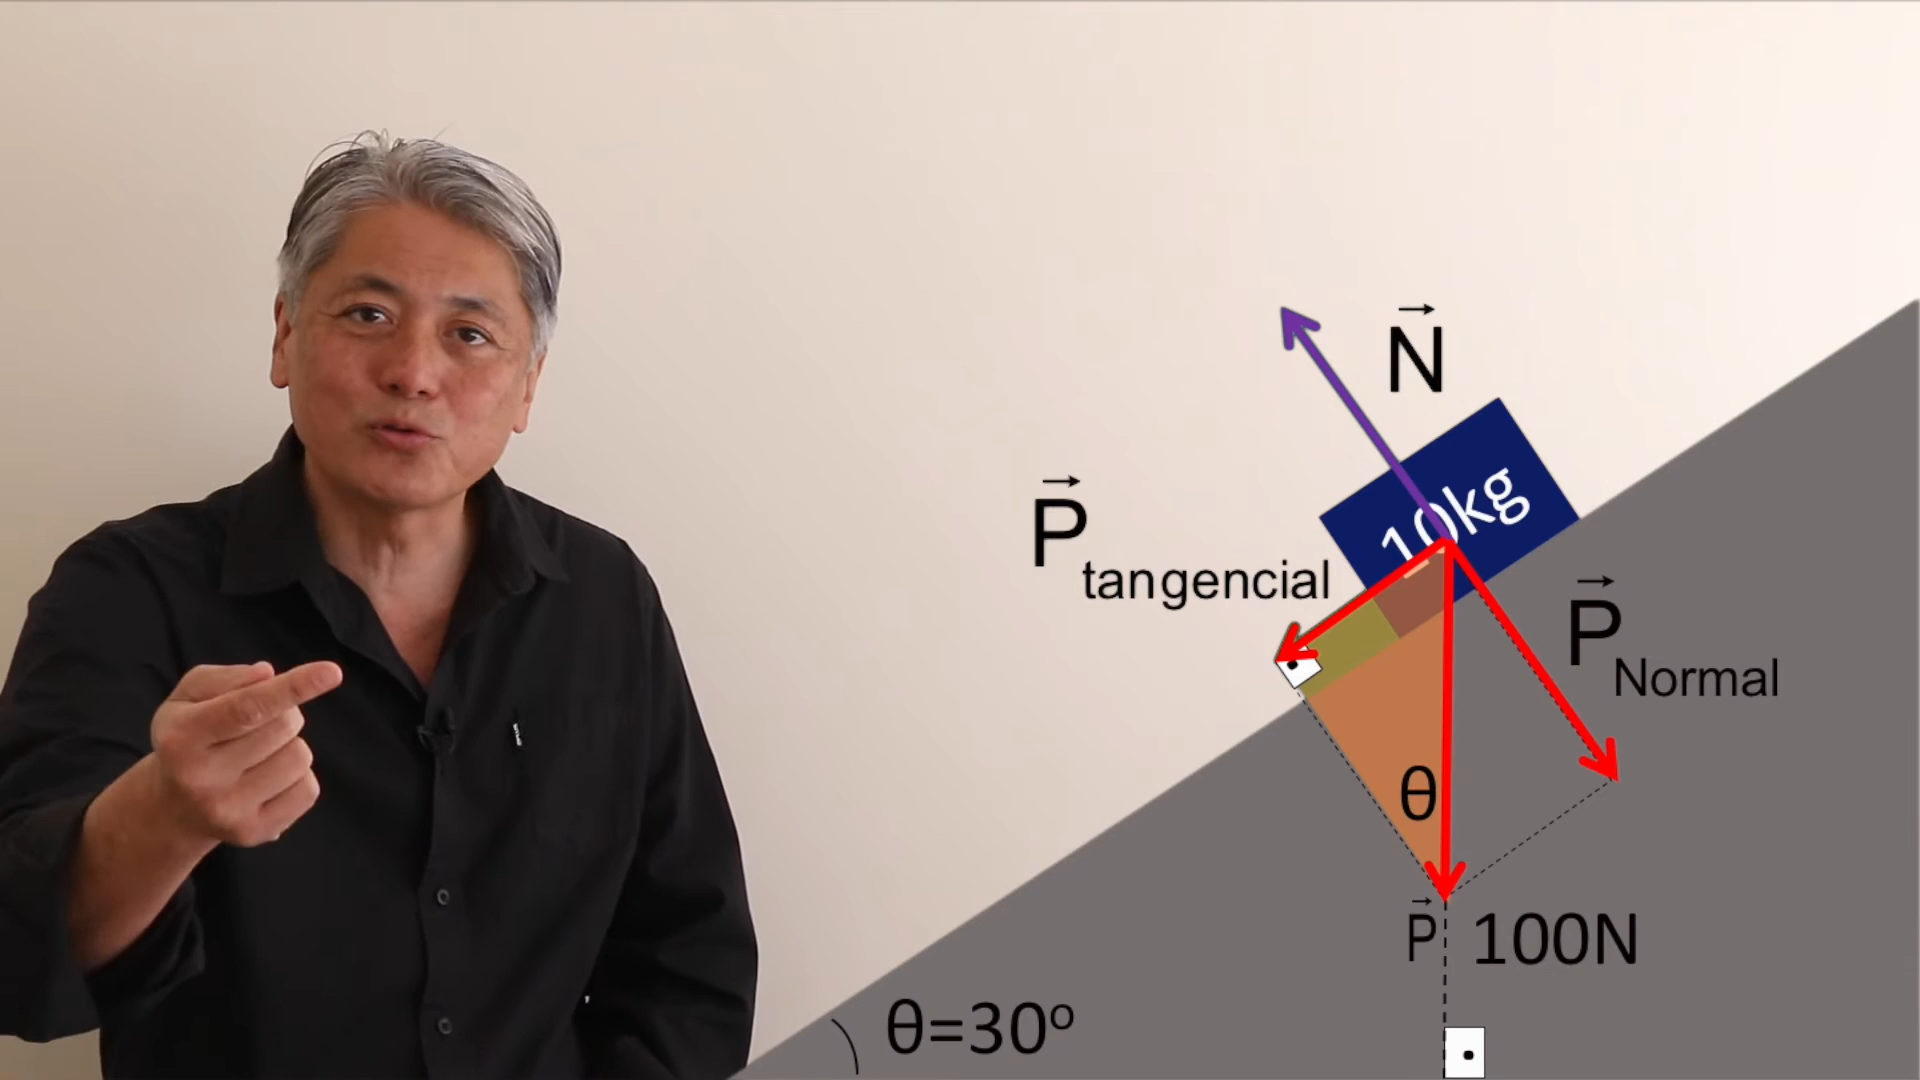 N
10kg
P tangencial
P Normal
θ
P 100N
θ=30º